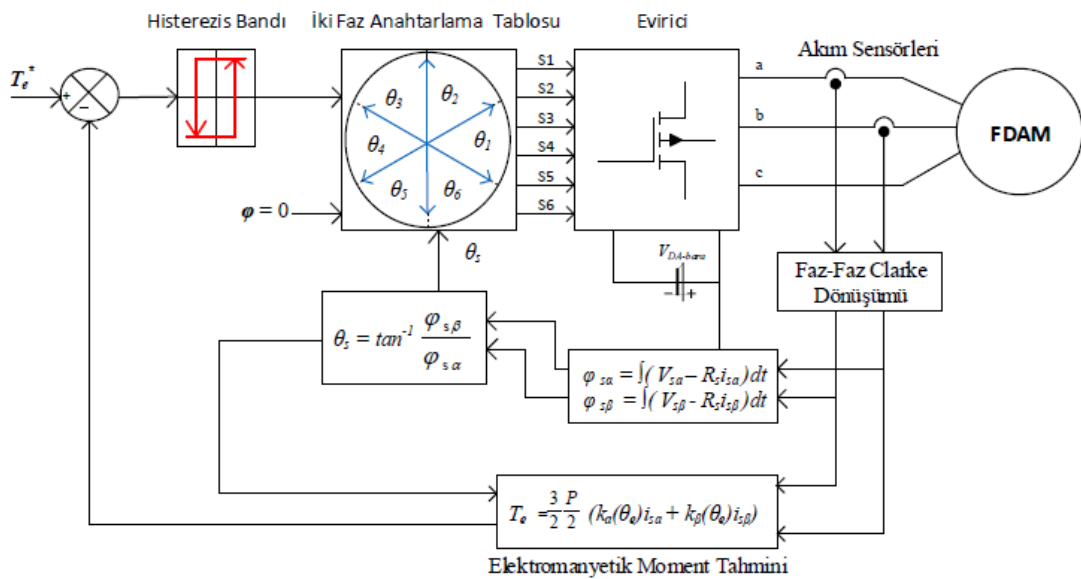 Histerezis Bandı
İki Faz Anahtarlama Tablosu
Evirici
Akım Sensörleri
Te*
+
−
θ3
θ2
θ4
θ1
θ5
θ6
S1
S2
S3
S4
S5
S6
a
b
c
FDAM
φ = 0
θs
VDA-bara
− +
Faz-Faz Clarke
Dönüşümü
θs = tan-1 φsβ / φsα
φsα = ∫( Vsα – Rsisα) dt
φsβ = ∫( Vsβ - Rsisβ) dt
Te = 3/2 P/2 (kα(θe)isα + kβ(θe)isβ)
Elektromanyetik Moment Tahmini